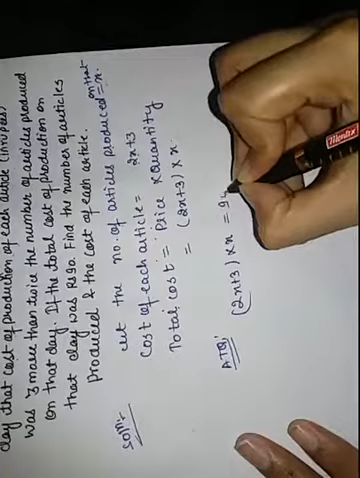 day that cost of production of each article (in rupees)
was 3 more than twice the number of articles produced
on that day. If the total cost of production on
that day was Rs 90. Find the number of articles
produced & the cost of each article.
Solⁿ:- Let the no. of articles produced on that = x.
Cost of each article = 2x+3
Total cost = Price × Quantity
= (2x+3) × x.
ATQ, (2x+3) × x = 9
Montex